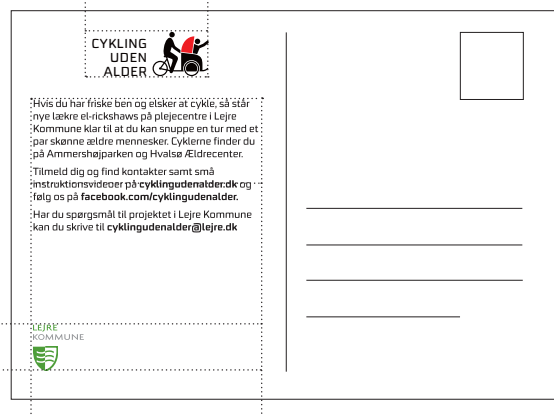 CYKLING
UDEN
ALDER
Hvis du har friske ben og elsker at cykle, så står
nye lækre el-rickshaws på plejecentre i Lejre
Kommune klar til at du kan snuppe en tur med et
par skønne ældre mennesker. Cyklerne finder du
på Ammershøjparken og Hvalsø Ældrecenter.
Tilmeld dig og find kontakter samt små
instruktionsvideoer på cyklingudenalder.dk og
følg os på facebook.com/cyklingudenalder.
Har du spørgsmål til projektet i Lejre Kommune
kan du skrive til cyklingudenalder@lejre.dk
LEJRE
KOMMUNE